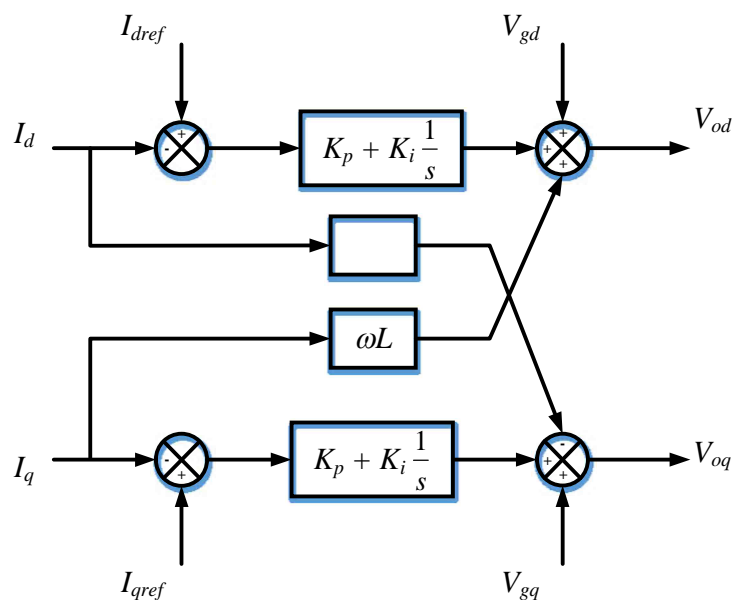 I_dref
V_gd
V_od
I_d
+
-
K_p + K_i 1/s
+
+
+
ωL
-
+
K_p + K_i 1/s
-
+
+
I_q
V_oq
I_qref
V_gq